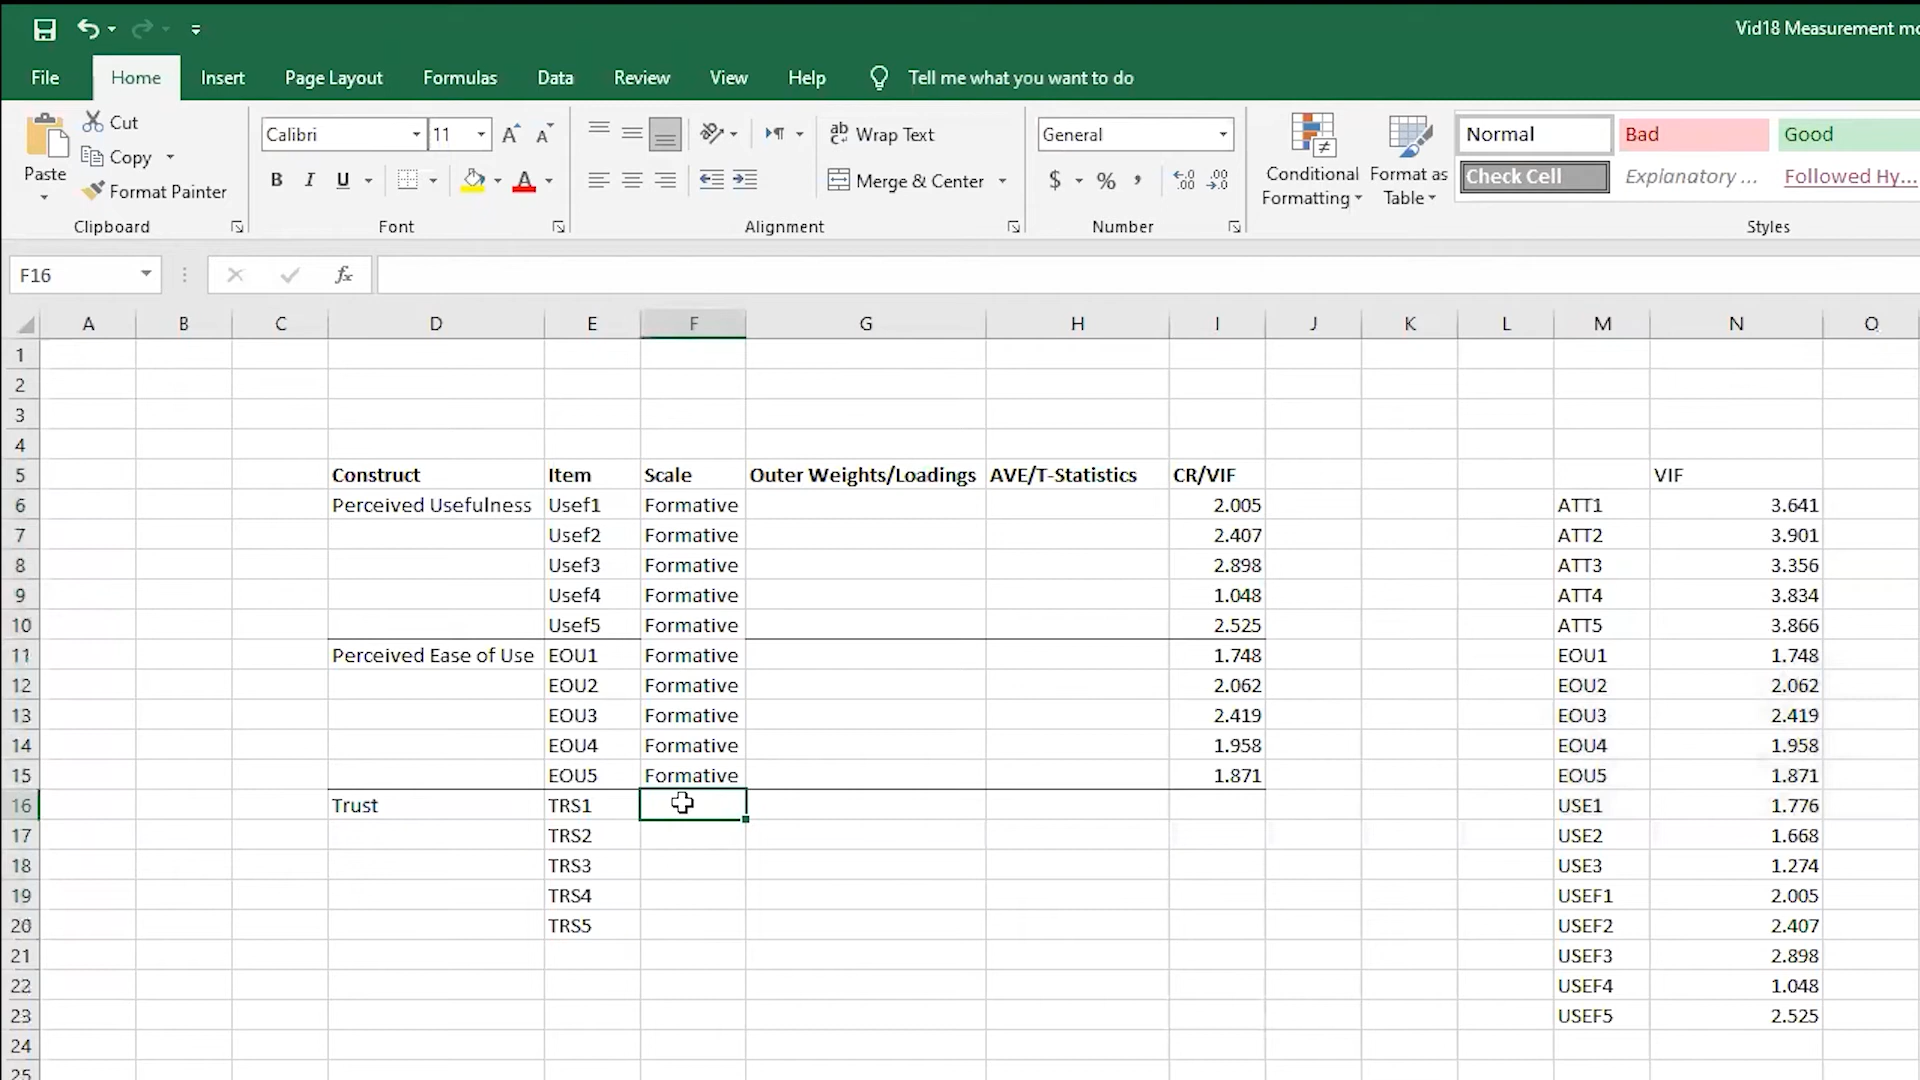 Vid18 Measurement mo
File Home Insert Page Layout Formulas Data Review View Help Tell me what you want to do
Cut
Copy
Format Painter
Paste
Clipboard
Calibri 11
B I U
Font
Wrap Text
Merge & Center
Alignment
General
$ % ,
Number
Conditional Formatting
Format as Table
Normal Bad Good
Check Cell Explanatory ... Followed Hy...
Styles
F16 fx
A B C D E F G H I J K L M N O
1
2
3
4
5 Construct Item Scale Outer Weights/Loadings AVE/T-Statistics CR/VIF VIF
6 Perceived Usefulness Usef1 Formative 2.005 ATT1 3.641
7 Usef2 Formative 2.407 ATT2 3.901
8 Usef3 Formative 2.898 ATT3 3.356
9 Usef4 Formative 1.048 ATT4 3.834
10 Usef5 Formative 2.525 ATT5 3.866
11 Perceived Ease of Use EOU1 Formative 1.748 EOU1 1.748
12 EOU2 Formative 2.062 EOU2 2.062
13 EOU3 Formative 2.419 EOU3 2.419
14 EOU4 Formative 1.958 EOU4 1.958
15 EOU5 Formative 1.871 EOU5 1.871
16 Trust TRS1 USE1 1.776
17 TRS2 USE2 1.668
18 TRS3 USE3 1.274
19 TRS4 USEF1 2.005
20 TRS5 USEF2 2.407
21 USEF3 2.898
22 USEF4 1.048
23 USEF5 2.525
24
25